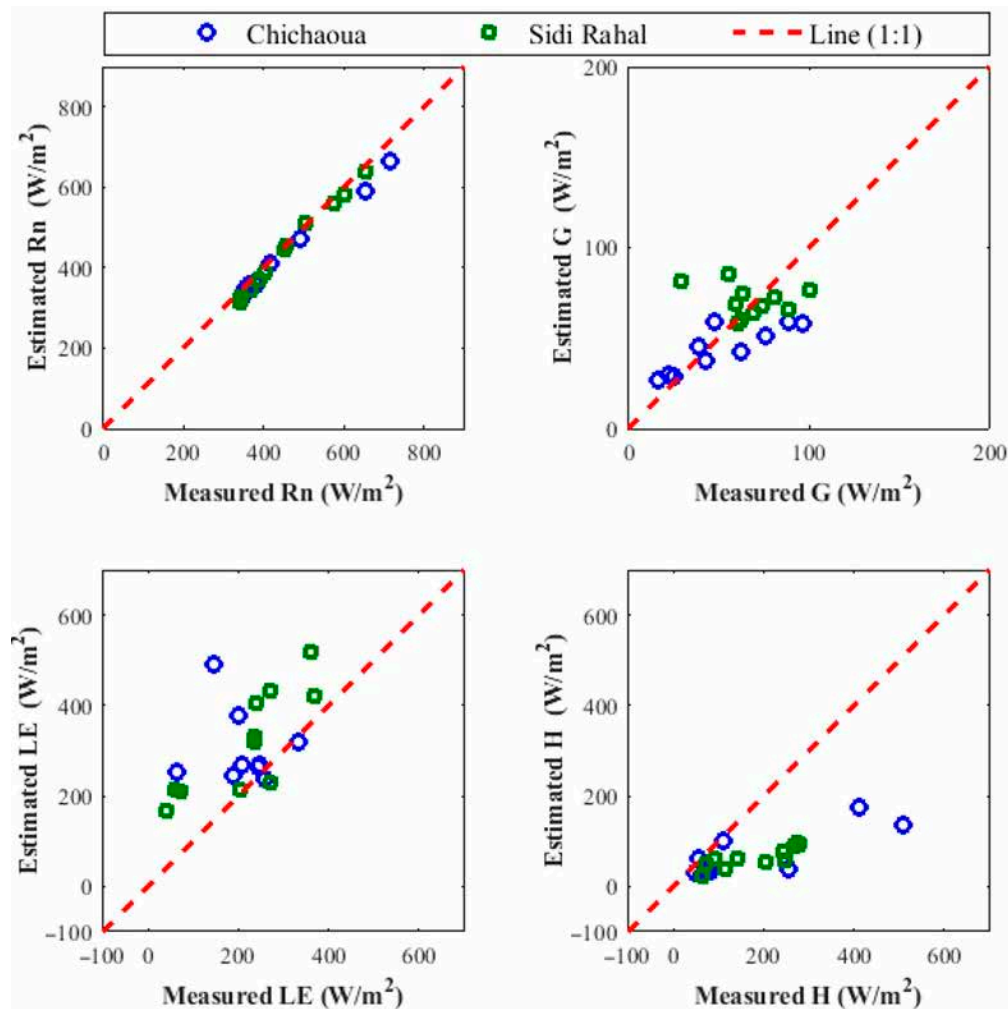 Chichaoua Sidi Rahal Line (1:1)
800
600
400
200
0
0 200 400 600 800
Estimated Rn (W/m²)
Measured Rn (W/m²)
200
100
0
0 100 200
Estimated G (W/m²)
Measured G (W/m²)
600
400
200
0
−100
−100 0 200 400 600
Estimated LE (W/m²)
Measured LE (W/m²)
600
400
200
0
−100
−100 0 200 400 600
Estimated H (W/m²)
Measured H (W/m²)